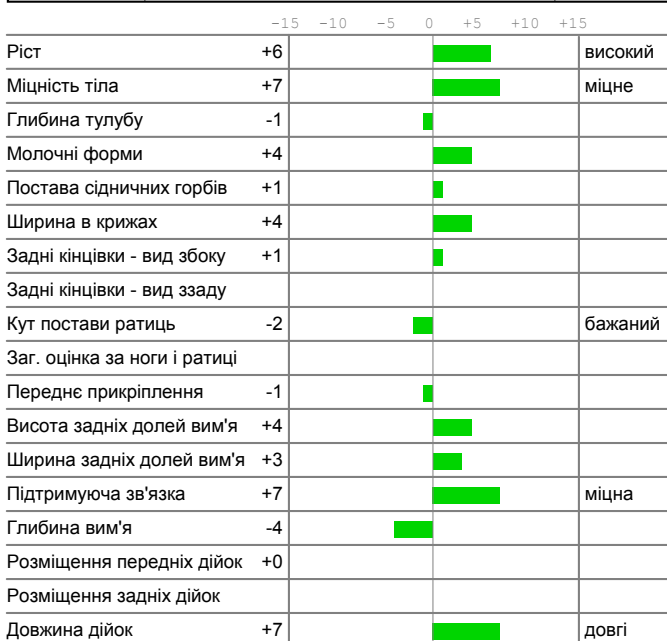 -15 -10 -5 0 +5 +10 +15
Ріст +6 високий
Міцність тіла +7 міцне
Глибина тулубу -1
Молочні форми +4
Постава сідничних горбів +1
Ширина в крижах +4
Задні кінцівки - вид збоку +1
Задні кінцівки - вид ззаду
Кут постави ратиць -2 бажаний
Заг. оцінка за ноги і ратиці
Переднє прикріплення -1
Висота задніх долей вим'я +4
Ширина задніх долей вим'я +3
Підтримуюча зв'язка +7 міцна
Глибина вим'я -4
Розміщення передніх дійок +0
Розміщення задніх дійок
Довжина дійок +7 довгі